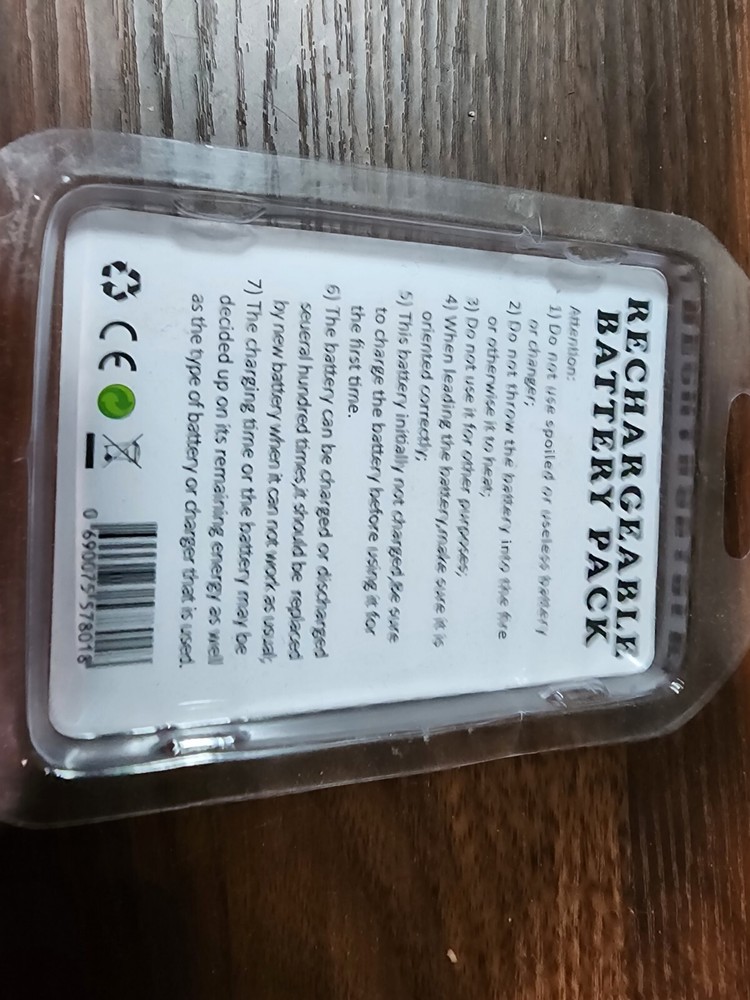 RECHARGEABLE
BATTERY PACK
Attention:
1) Do not use spoiled or useless battery
or changer;
2) Do not throw the battery into the fire
or otherwise it to heat;
3) Do not use it for other purposes;
4) When leading the battery,make sure it is
oriented correctly;
5) This battery initially not charged,be sure
to charge the battery before using it for
the first time.
6) The battery can be charged or discharged
several hundred times,it should be replaced
by new battery when it can not work as usual;
7) The charging time or the battery may be
decided up on its remaining energy as well
as the type of battery or charger that is used.
CE
0 690075 578018